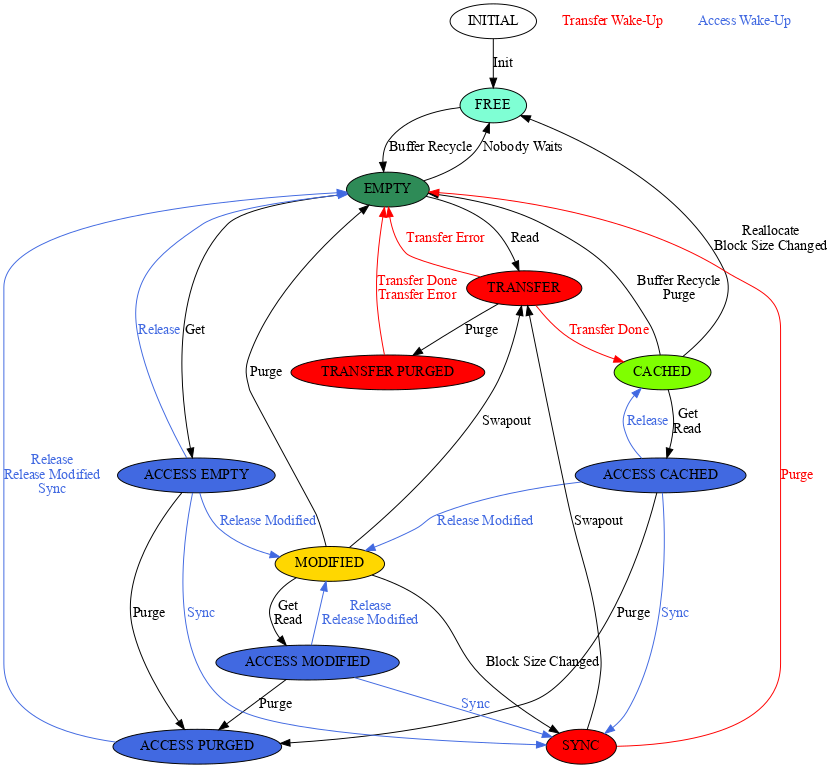 INITIAL
Transfer Wake-Up
Access Wake-Up
Init
FREE
Buffer Recycle
Nobody Waits
EMPTY
Reallocate
Block Size Changed
Transfer Error
Read
Buffer Recycle
Purge
Transfer Done
Transfer Error
TRANSFER
Release
Get
Purge
Transfer Done
Purge
TRANSFER PURGED
CACHED
Swapout
Release
Get
Read
Release
Release Modified
Sync
ACCESS EMPTY
ACCESS CACHED
Purge
Release Modified
Release Modified
Swapout
MODIFIED
Purge
Sync
Get
Read
Release
Release Modified
Purge
Sync
ACCESS MODIFIED
Block Size Changed
Purge
Sync
ACCESS PURGED
SYNC